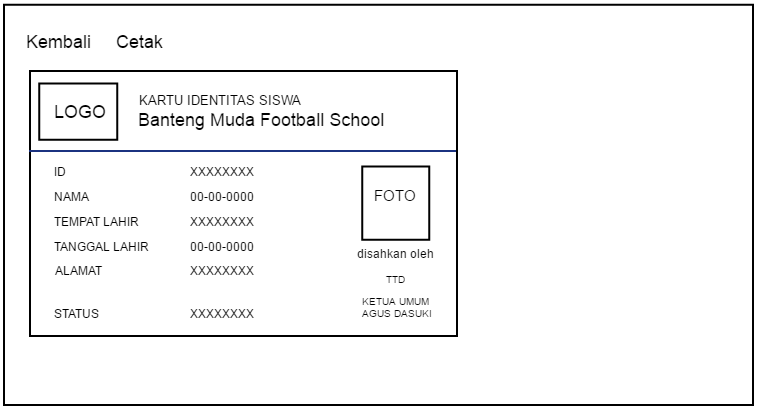 Kembali Cetak
LOGO
KARTU IDENTITAS SISWA
Banteng Muda Football School
ID XXXXXXXX
NAMA 00-00-0000
TEMPAT LAHIR XXXXXXXX
TANGGAL LAHIR 00-00-0000
ALAMAT XXXXXXXX
STATUS XXXXXXXX
FOTO
disahkan oleh
TTD
KETUA UMUM
AGUS DASUKI